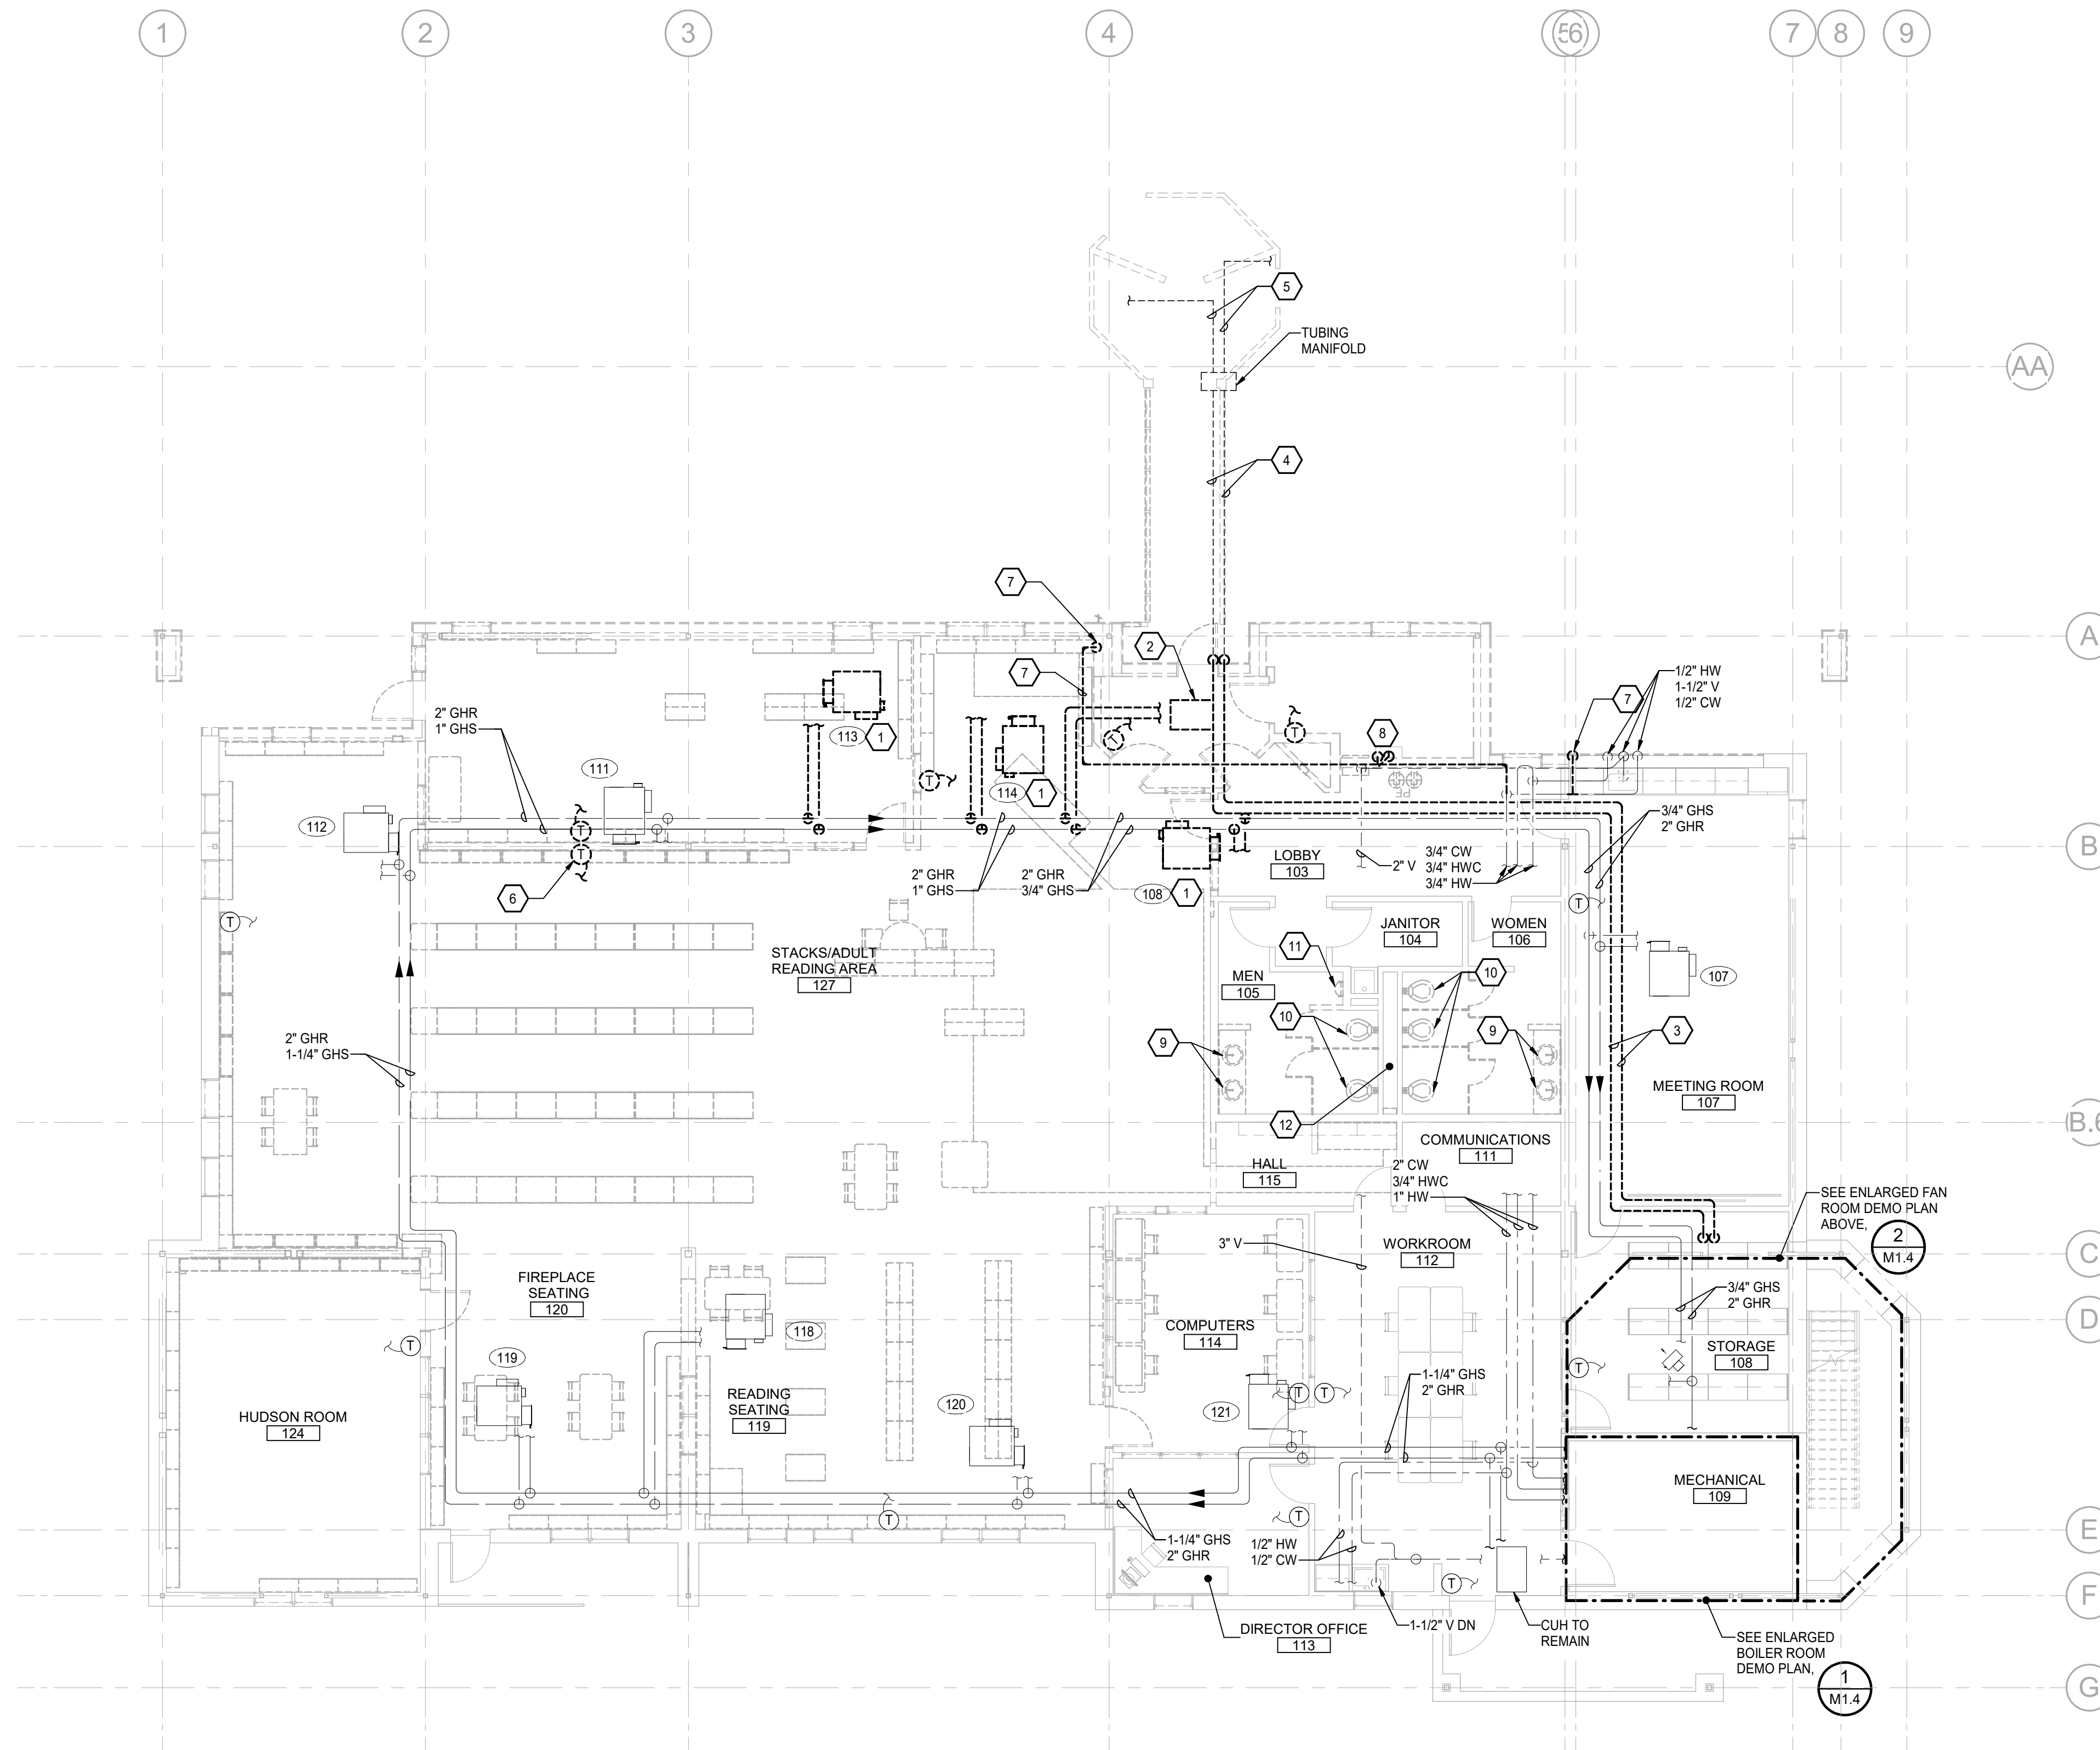 1
2
3
4
5
6
7
8
9
5
TUBING
MANIFOLD
AA
4
7
2
A
7
1/2" HW
1-1/2" V
1/2" CW
7
2" GHR
1" GHS
113
1
T
T
8
111
T
114
1
PF
112
T
T
3/4" GHS
2" GHR
B
LOBBY
103
2" V
3/4" CW
3/4" HWC
3/4" HW
2" GHR
1" GHS
2" GHR
3/4" GHS
108
1
6
T
T
STACKS/ADULT
READING AREA
127
JANITOR
104
WOMEN
106
11
MEN
105
10
107
10
9
9
3
2" GHR
1-1/4" GHS
MEETING ROOM
107
12
B.6
COMMUNICATIONS
111
HALL
115
2" CW
3/4" HWC
1" HW
SEE ENLARGED FAN
ROOM DEMO PLAN
ABOVE,
2
M1.4
3" V
WORKROOM
112
C
FIREPLACE
SEATING
120
3/4" GHS
2" GHR
D
COMPUTERS
114
118
STORAGE
108
T
119
T
1-1/4" GHS
2" GHR
READING
SEATING
119
120
121
T
T
HUDSON ROOM
124
MECHANICAL
109
T
T
E
1-1/4" GHS
2" GHR
1/2" HW
1/2" CW
T
F
DIRECTOR OFFICE
113
1-1/2" V DN
CUH TO
REMAIN
SEE ENLARGED
BOILER ROOM
DEMO PLAN,
1
M1.4
G